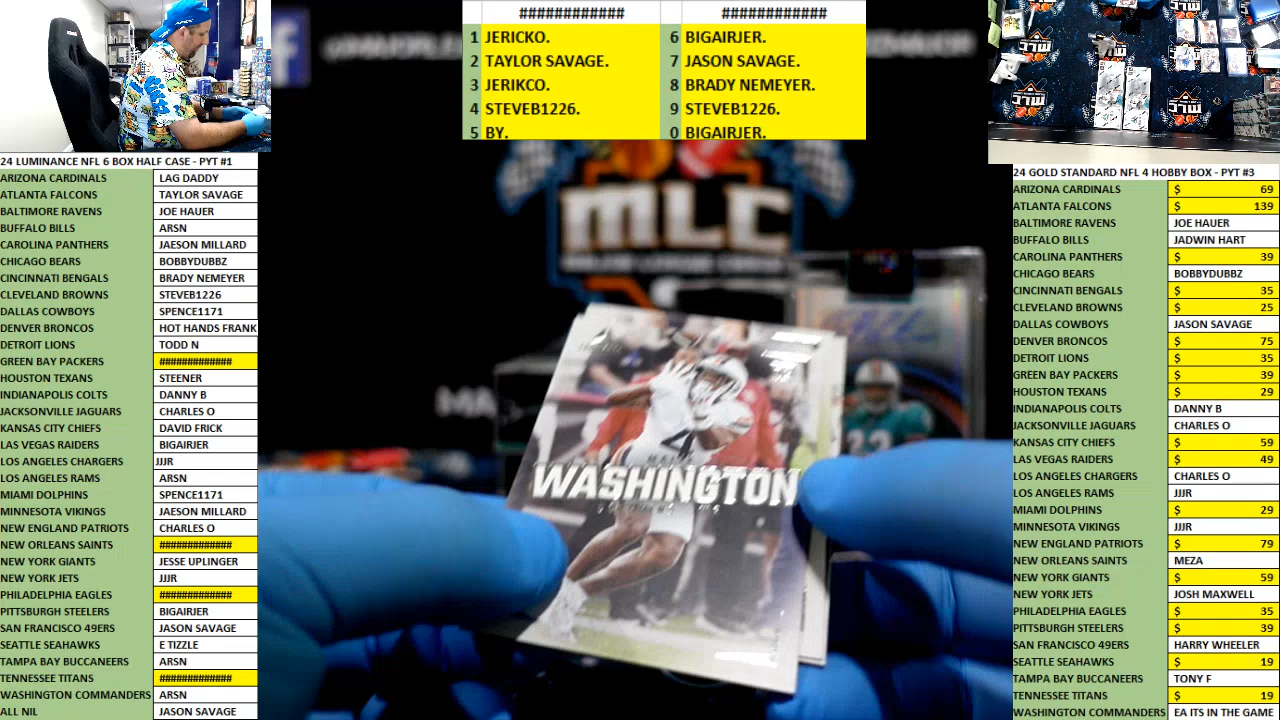 ############ ############
1 JERICKO. 6 BIGAIRJER.
2 TAYLOR SAVAGE. 7 JASON SAVAGE.
3 JERIKCO. 8 BRADY NEMEYER.
4 STEVEB1226. 9 STEVEB1226.
5 BY. 0 BIGAIRJER.
24 LUMINANCE NFL 6 BOX HALF CASE - PYT #1
ARIZONA CARDINALS LAG DADDY
ATLANTA FALCONS TAYLOR SAVAGE
BALTIMORE RAVENS JOE HAUER
BUFFALO BILLS ARSN
CAROLINA PANTHERS JAESON MILLARD
CHICAGO BEARS BOBBYDUBBZ
CINCINNATI BENGALS BRADY NEMEYER
CLEVELAND BROWNS STEVEB1226
DALLAS COWBOYS SPENCE1171
DENVER BRONCOS HOT HANDS FRANK
DETROIT LIONS TODD N
GREEN BAY PACKERS ############
HOUSTON TEXANS STEENER
INDIANAPOLIS COLTS DANNY B
JACKSONVILLE JAGUARS CHARLES O
KANSAS CITY CHIEFS DAVID FRICK
LAS VEGAS RAIDERS BIGAIRJER
LOS ANGELES CHARGERS JJJR
LOS ANGELES RAMS ARSN
MIAMI DOLPHINS SPENCE1171
MINNESOTA VIKINGS JAESON MILLARD
NEW ENGLAND PATRIOTS CHARLES O
NEW ORLEANS SAINTS ############
NEW YORK GIANTS JESSE UPLINGER
NEW YORK JETS JJJR
PHILADELPHIA EAGLES ############
PITTSBURGH STEELERS BIGAIRJER
SAN FRANCISCO 49ERS JASON SAVAGE
SEATTLE SEAHAWKS E TIZZLE
TAMPA BAY BUCCANEERS ARSN
TENNESSEE TITANS ############
WASHINGTON COMMANDERS ARSN
ALL NIL JASON SAVAGE
MLC
MALIK
WASHINGTON
24 GOLD STANDARD NFL 4 HOBBY BOX - PYT #3
ARIZONA CARDINALS $ 69
ATLANTA FALCONS $ 139
BALTIMORE RAVENS JOE HAUER
BUFFALO BILLS JADWIN HART
CAROLINA PANTHERS $ 39
CHICAGO BEARS BOBBYDUBBZ
CINCINNATI BENGALS $ 35
CLEVELAND BROWNS $ 25
DALLAS COWBOYS JASON SAVAGE
DENVER BRONCOS $ 75
DETROIT LIONS $ 35
GREEN BAY PACKERS $ 39
HOUSTON TEXANS $ 29
INDIANAPOLIS COLTS DANNY B
JACKSONVILLE JAGUARS CHARLES O
KANSAS CITY CHIEFS $ 59
LAS VEGAS RAIDERS $ 49
LOS ANGELES CHARGERS CHARLES O
LOS ANGELES RAMS JJJR
MIAMI DOLPHINS $ 29
MINNESOTA VIKINGS JJJR
NEW ENGLAND PATRIOTS $ 79
NEW ORLEANS SAINTS MEZA
NEW YORK GIANTS $ 59
NEW YORK JETS JOSH MAXWELL
PHILADELPHIA EAGLES $ 35
PITTSBURGH STEELERS $ 39
SAN FRANCISCO 49ERS HARRY WHEELER
SEATTLE SEAHAWKS $ 19
TAMPA BAY BUCCANEERS TONY F
TENNESSEE TITANS $ 19
WASHINGTON COMMANDERS EA ITS IN THE GAME